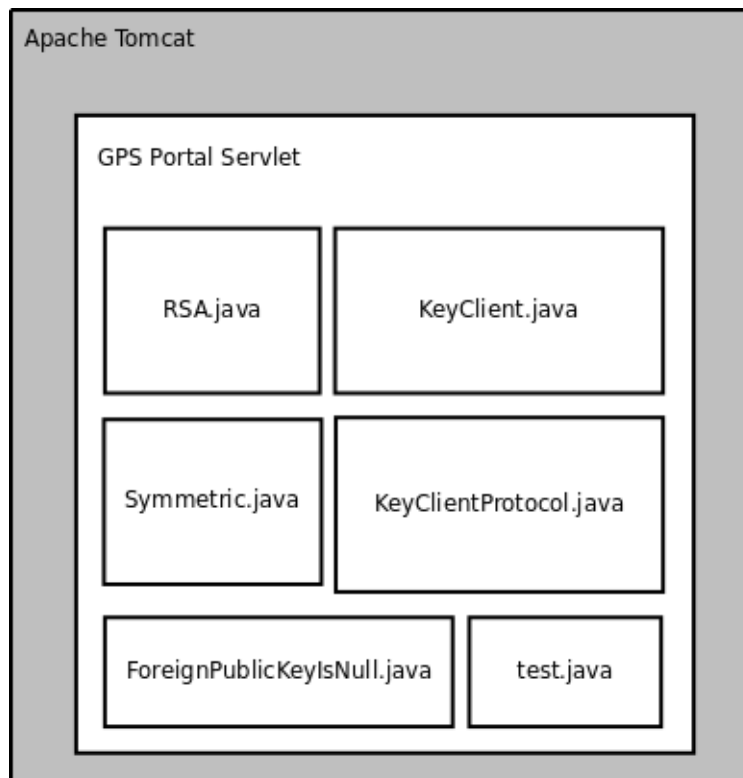 Apache Tomcat
GPS Portal Servlet
RSA.java
KeyClient.java
Symmetric.java
KeyClientProtocol.java
ForeignPublicKeyIsNull.java
test.java